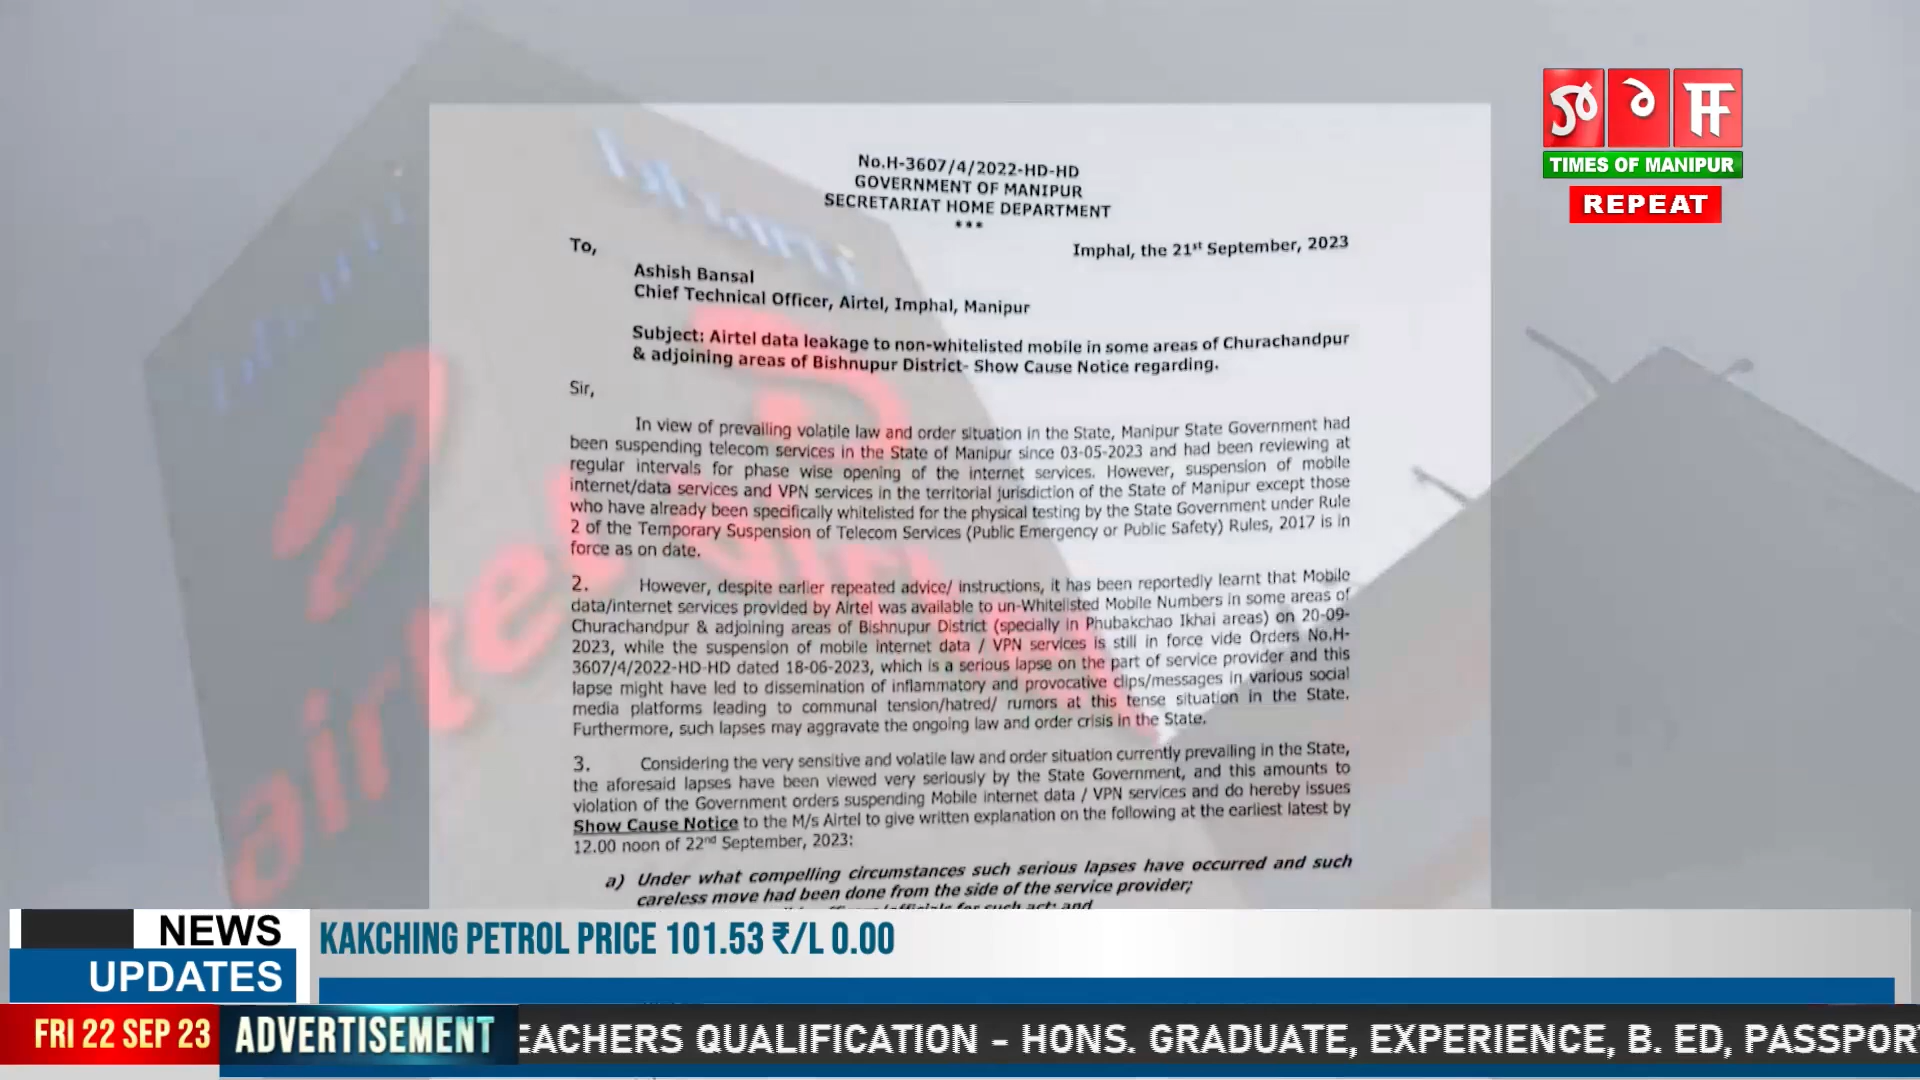 No.H-3607/4/2022-HD-HD
GOVERNMENT OF MANIPUR
SECRETARIAT HOME DEPARTMENT
***
To,
Imphal, the 21st September, 2023
Ashish Bansal
Chief Technical Officer, Airtel, Imphal, Manipur
Subject: Airtel data leakage to non-whitelisted mobile in some areas of Churachandpur
& adjoining areas of Bishnupur District- Show Cause Notice regarding.
Sir,
In view of prevailing volatile law and order situation in the State, Manipur State Government had
been suspending telecom services in the State of Manipur since 03-05-2023 and had been reviewing at
regular intervals for phase wise opening of the internet services. However, suspension of mobile
internet/data services and VPN services in the territorial jurisdiction of the State of Manipur except those
who have already been specifically whitelisted for the physical testing by the State Government under Rule
2 of the Temporary Suspension of Telecom Services (Public Emergency or Public Safety) Rules, 2017 is in
force as on date.
2. However, despite earlier repeated advice/ instructions, it has been reportedly learnt that Mobile
data/internet services provided by Airtel was available to un-Whitelisted Mobile Numbers in some areas of
Churachandpur & adjoining areas of Bishnupur District (specially in Phubakchao Ikhai areas) on 20-09-
2023, while the suspension of mobile internet data / VPN services is still in force vide Orders No.H-
3607/4/2022-HD-HD dated 18-06-2023, which is a serious lapse on the part of service provider and this
lapse might have led to dissemination of inflammatory and provocative clips/messages in various social
media platforms leading to communal tension/hatred/ rumors at this tense situation in the State.
Furthermore, such lapses may aggravate the ongoing law and order crisis in the State.
3. Considering the very sensitive and volatile law and order situation currently prevailing in the State,
the aforesaid lapses have been viewed very seriously by the State Government, and this amounts to
violation of the Government orders suspending Mobile internet data / VPN services and do hereby issues
Show Cause Notice to the M/s Airtel to give written explanation on the following at the earliest latest by
12.00 noon of 22nd September, 2023:
a) Under what compelling circumstances such serious lapses have occurred and such
careless move had been done from the side of the service provider;
for such act; and
airtel
TIMES OF MANIPUR
REPEAT
NEWS
UPDATES
KAKCHING PETROL PRICE 101.53 ₹/L 0.00
FRI 22 SEP 23
ADVERTISEMENT
EACHERS QUALIFICATION - HONS. GRADUATE, EXPERIENCE, B. ED, PASSPOR